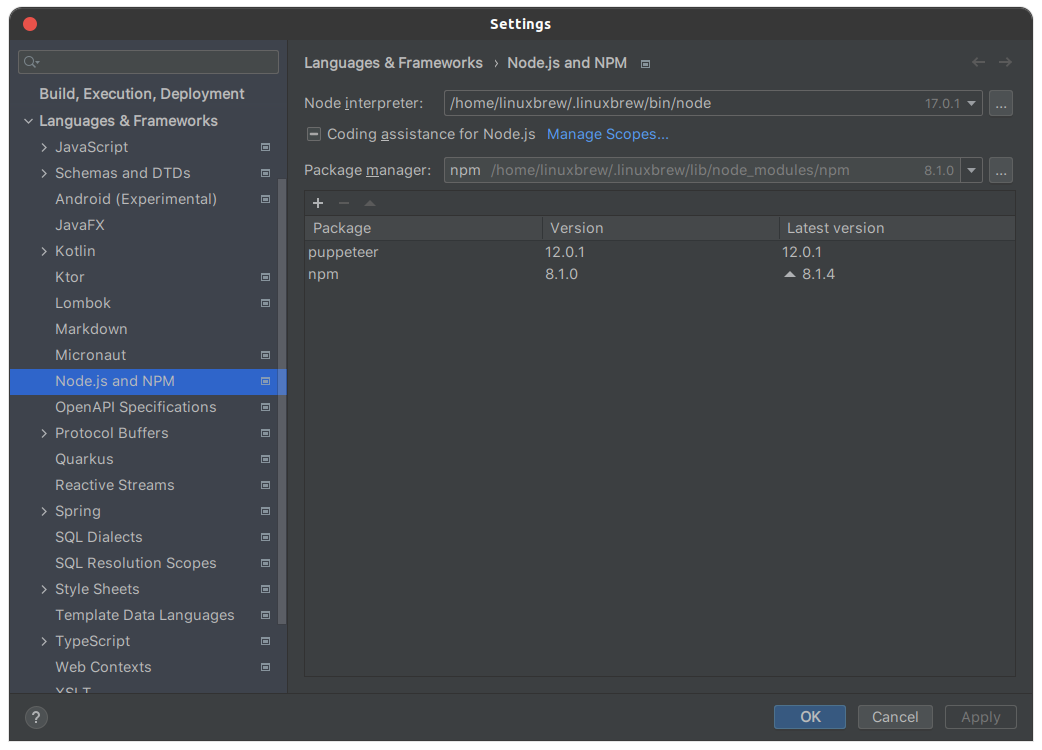 Settings
Build, Execution, Deployment
Languages & Frameworks
JavaScript
Schemas and DTDs
Android (Experimental)
JavaFX
Kotlin
Ktor
Lombok
Markdown
Micronaut
Node.js and NPM
OpenAPI Specifications
Protocol Buffers
Quarkus
Reactive Streams
Spring
SQL Dialects
SQL Resolution Scopes
Style Sheets
Template Data Languages
TypeScript
Web Contexts
XSLT
Languages & Frameworks › Node.js and NPM
Node interpreter: /home/linuxbrew/.linuxbrew/bin/node 17.0.1 ...
Coding assistance for Node.js Manage Scopes...
Package manager: npm /home/linuxbrew/.linuxbrew/lib/node_modules/npm 8.1.0 ...
Package Version Latest version
puppeteer 12.0.1 12.0.1
npm 8.1.0 8.1.4
? OK Cancel Apply